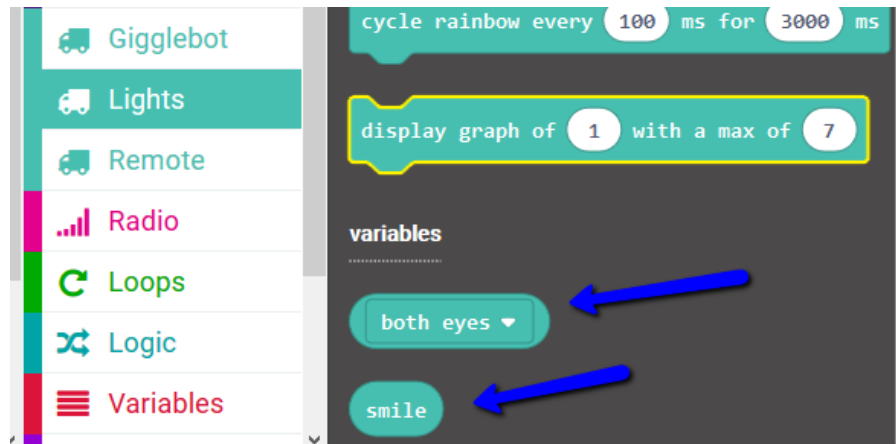 Gigglebot
Lights
Remote
Radio
Loops
Logic
Variables
cycle rainbow every 100 ms for 3000 ms
display graph of 1 with a max of 7
variables
both eyes
smile